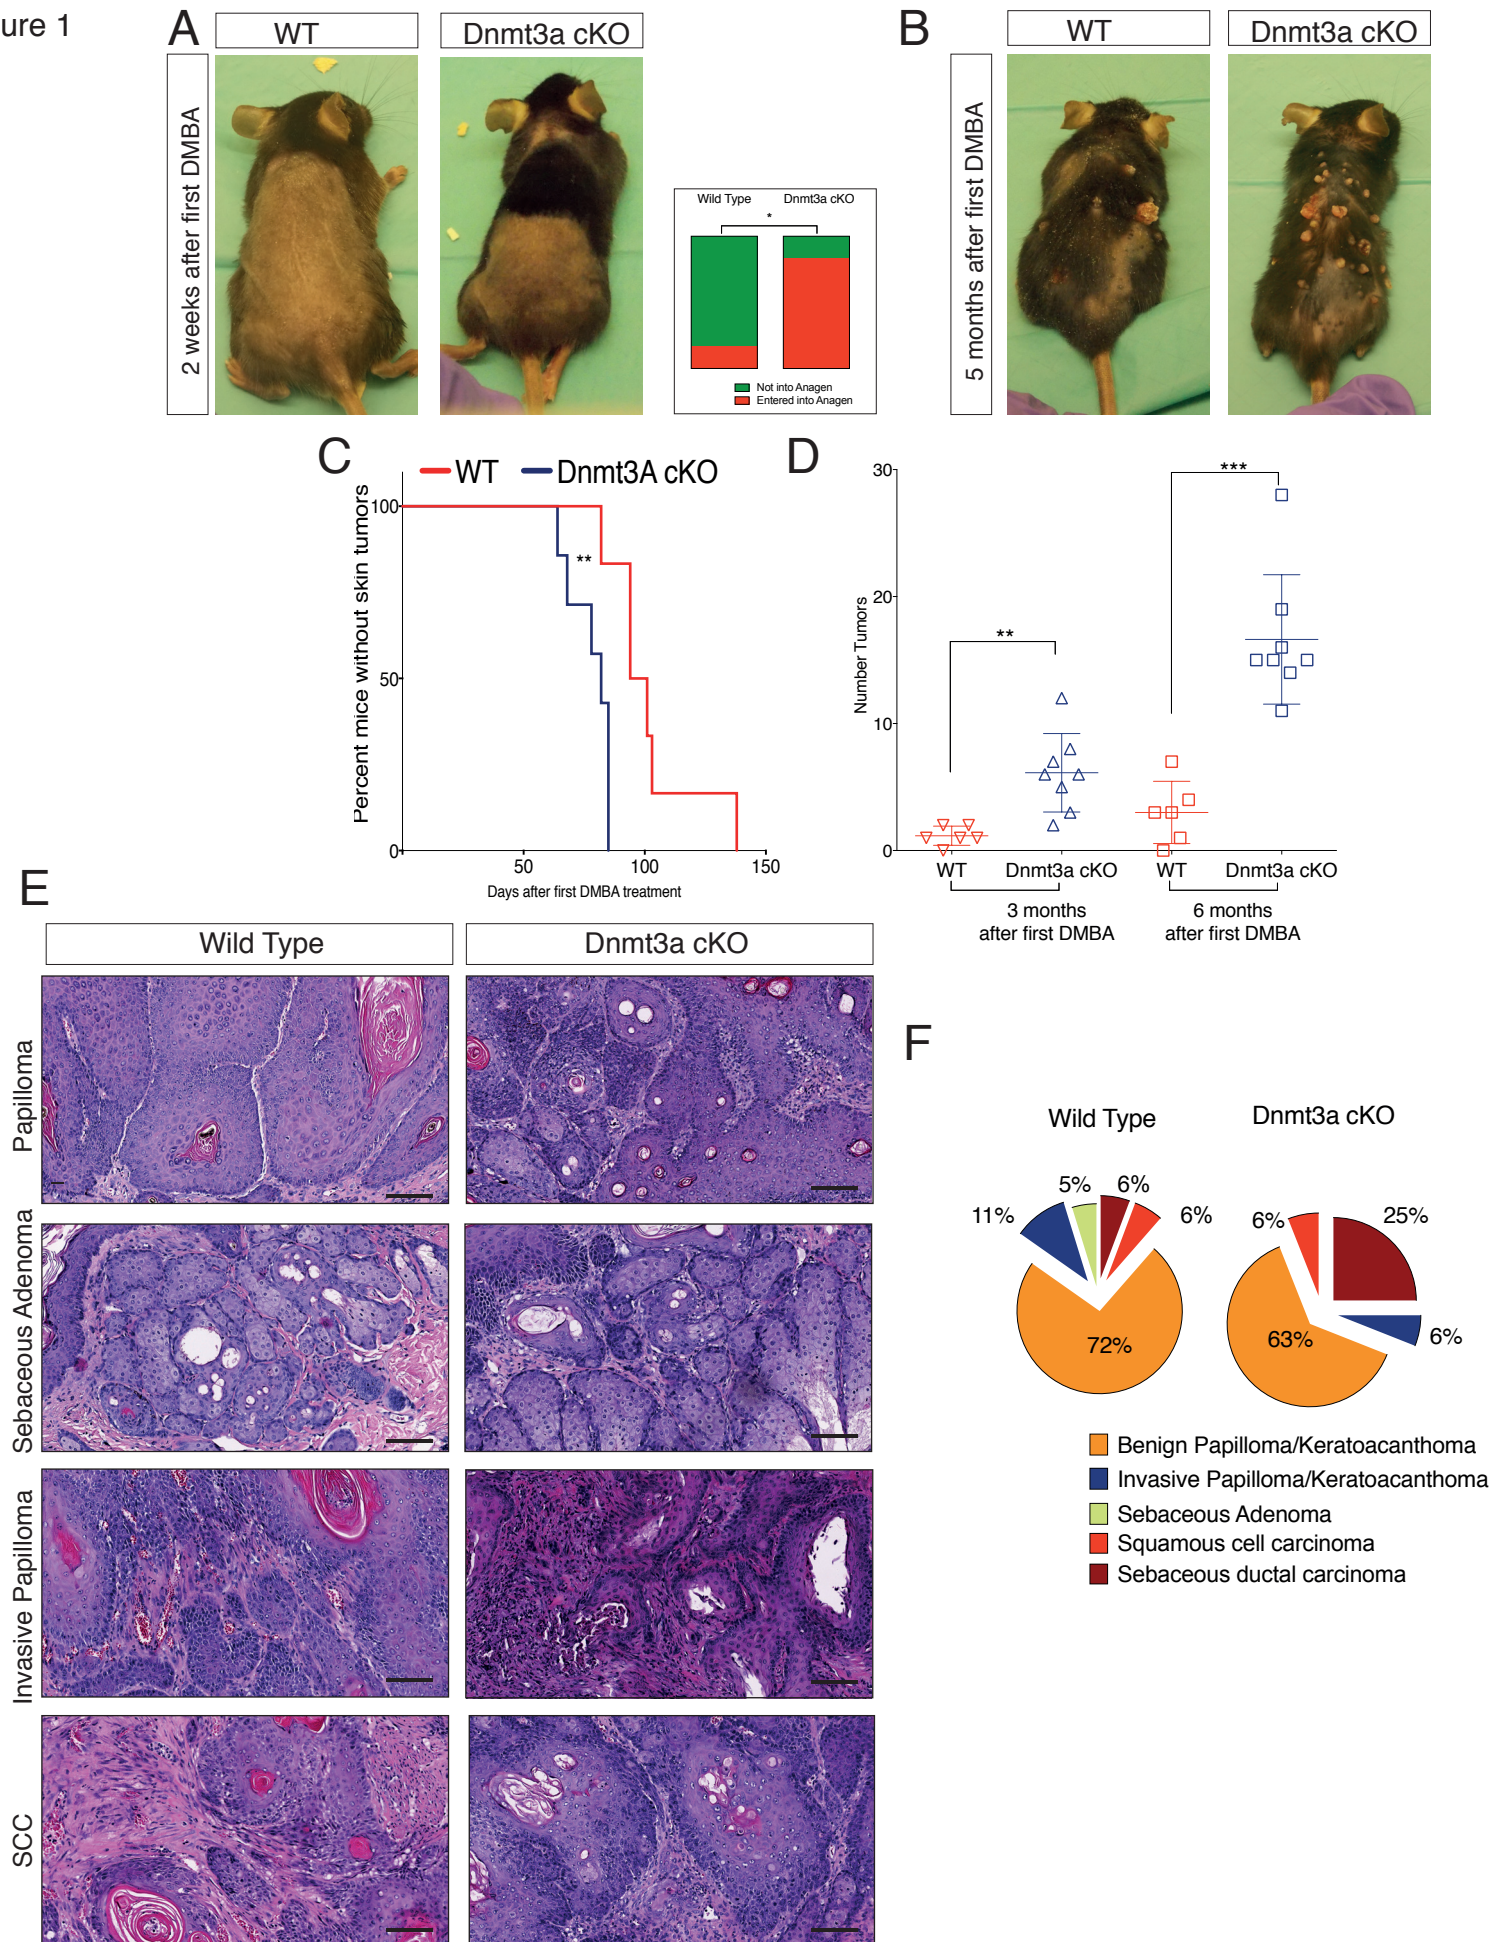 ure 1
A
WT
Dnmt3a cKO
2 weeks after first DMBA
Wild Type
Dnmt3a cKO
*
Not into Anagen
Entered into Anagen
B
WT
Dnmt3a cKO
5 months after first DMBA
C
WT
Dnmt3A cKO
Percent mice without skin tumors
100
50
0
**
50
100
150
Days after first DMBA treatment
D
Number Tumors
30
20
10
0
**
***
WT
Dnmt3a cKO
WT
Dnmt3a cKO
3 months
after first DMBA
6 months
after first DMBA
E
Wild Type
Dnmt3a cKO
Papilloma
Sebaceous Adenoma
Invasive Papilloma
SCC
F
Wild Type
Dnmt3a cKO
11%
5%
6%
6%
72%
6%
25%
63%
6%
Benign Papilloma/Keratoacanthoma
Invasive Papilloma/Keratoacanthoma
Sebaceous Adenoma
Squamous cell carcinoma
Sebaceous ductal carcinoma